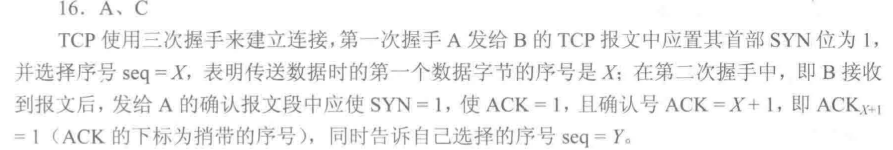 16. A、C
TCP 使用三次握手来建立连接,第一次握手 A 发给 B 的 TCP 报文中应置其首部 SYN 位为 1,
并选择序号 seq = X, 表明传送数据时的第一个数据字节的序号是 X; 在第二次握手中, 即 B 接收
到报文后, 发给 A 的确认报文段中应使 SYN = 1, 使 ACK = 1, 且确认号 ACK = X + 1, 即 ACKX+1
= 1 (ACK 的下标为捎带的序号), 同时告诉自己选择的序号 seq = Y。